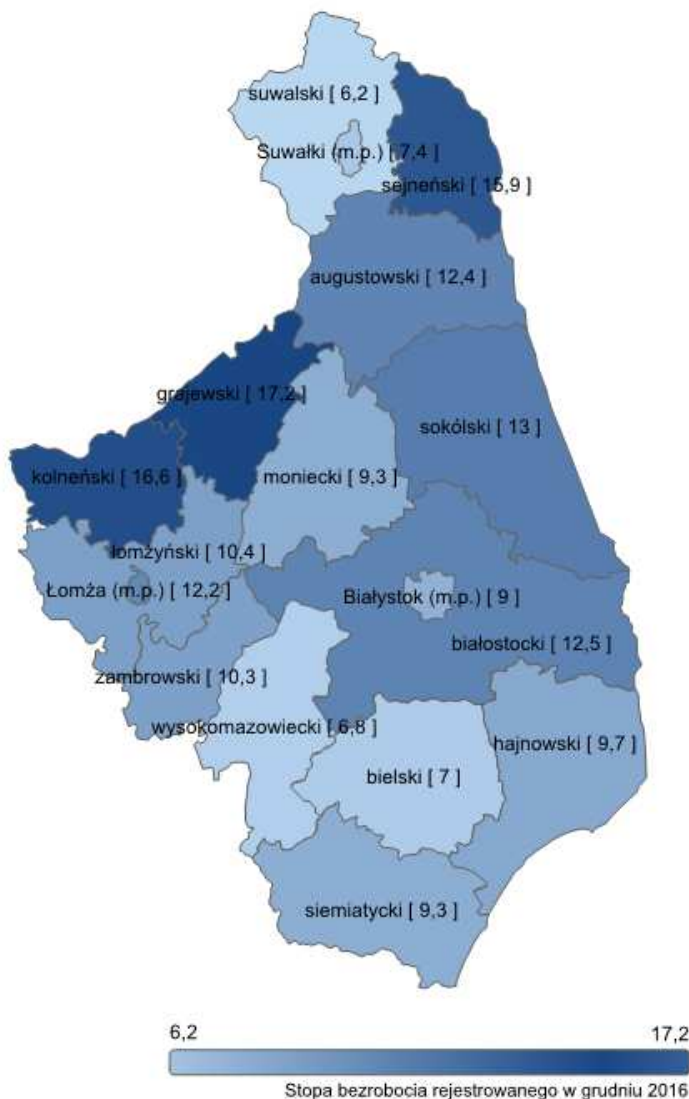 suwalski [ 6,2 ]
Suwałki (m.p.) [ 7,4 ]
sejneński [ 15,9 ]
augustowski [ 12,4 ]
grajewski [ 17,2 ]
sokólski [ 13 ]
kolneński [ 16,6 ]
moniecki [ 9,3 ]
łomżyński [ 10,4 ]
Łomża (m.p.) [ 12,2 ]
Białystok (m.p.) [ 9 ]
białostocki [ 12,5 ]
zambrowski [ 10,3 ]
wysokomazowiecki [ 6,8 ]
hajnowski [ 9,7 ]
bielski [ 7 ]
siemiatycki [ 9,3 ]
6,2 17,2
Stopa bezrobocia rejestrowanego w grudniu 2016